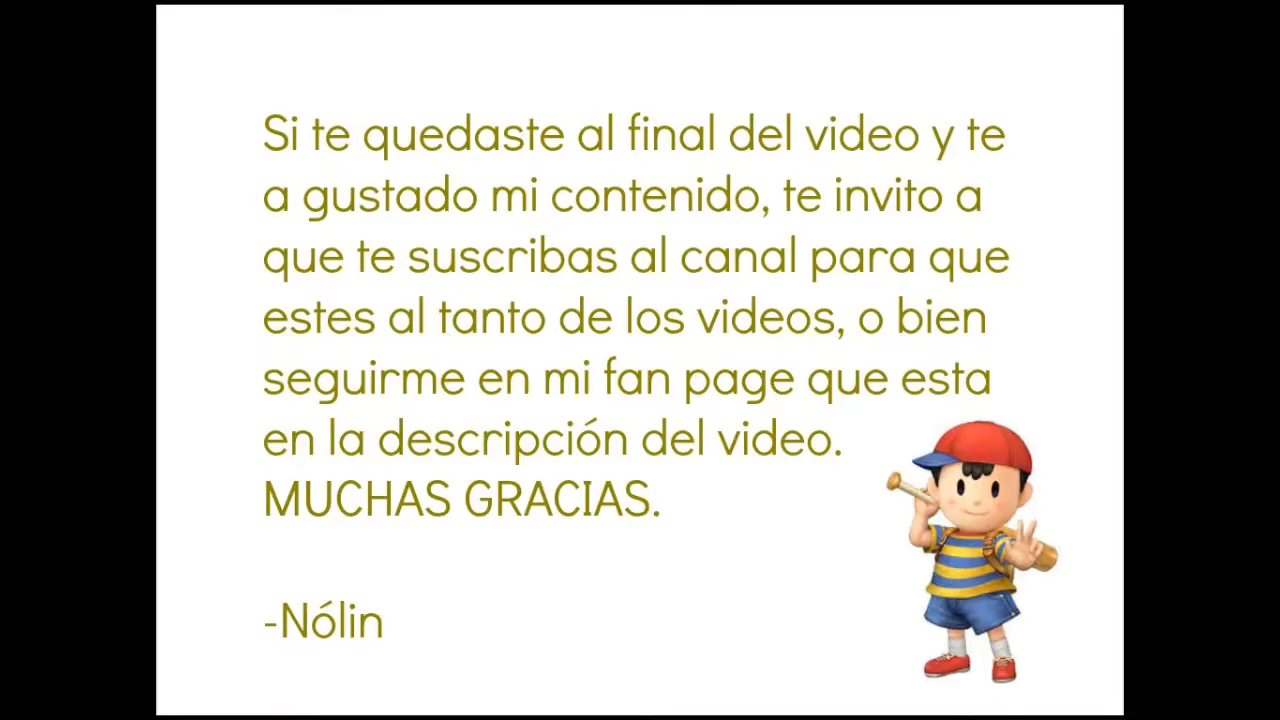 Si te quedaste al final del video y te
a gustado mi contenido, te invito a
que te suscribas al canal para que
estes al tanto de los videos, o bien
seguirme en mi fan page que esta
en la descripción del video.
MUCHAS GRACIAS.
-Nólin